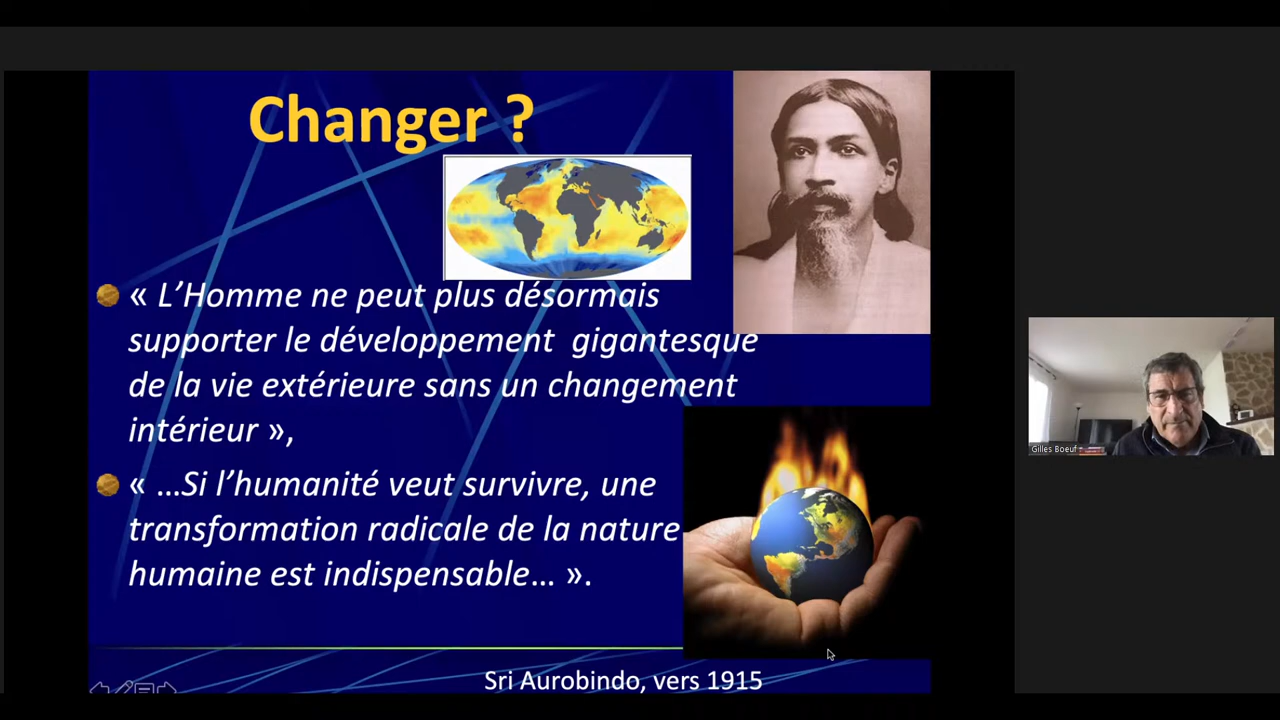 Changer ?
« L’Homme ne peut plus désormais
supporter le développement gigantesque
de la vie extérieure sans un changement
intérieur »,
« …Si l’humanité veut survivre, une
transformation radicale de la nature
humaine est indispensable… ».
Sri Aurobindo, vers 1915
Gilles Boeuf